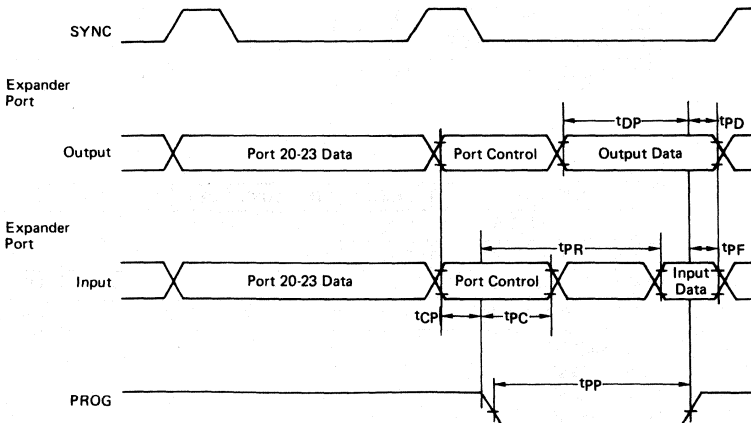 SYNC
Expander
Port
tDP
tPD
Output
Port 20-23 Data
Port Control
Output Data
Expander
Port
tPR
tPF
Input
Port 20-23 Data
Port Control
Input
Data
tCP
tPC
tPP
PROG